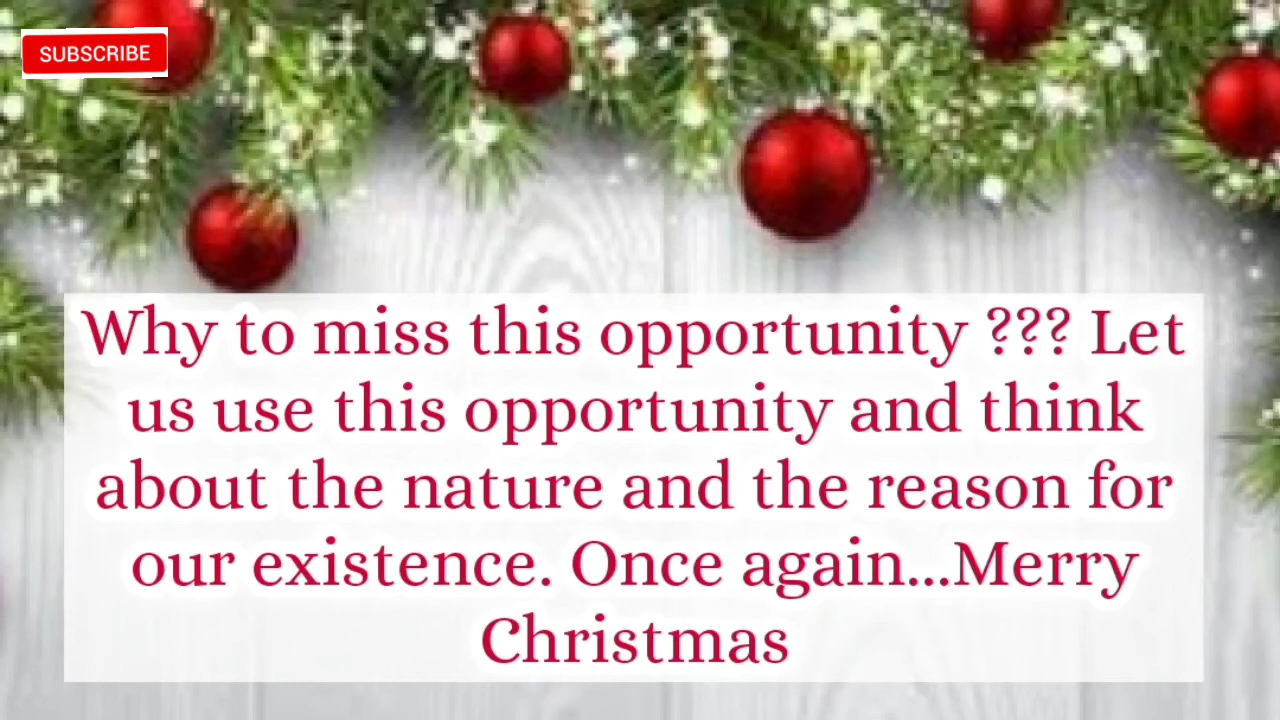 SUBSCRIBE
Why to miss this opportunity ??? Let
us use this opportunity and think
about the nature and the reason for
our existence. Once again...Merry
Christmas